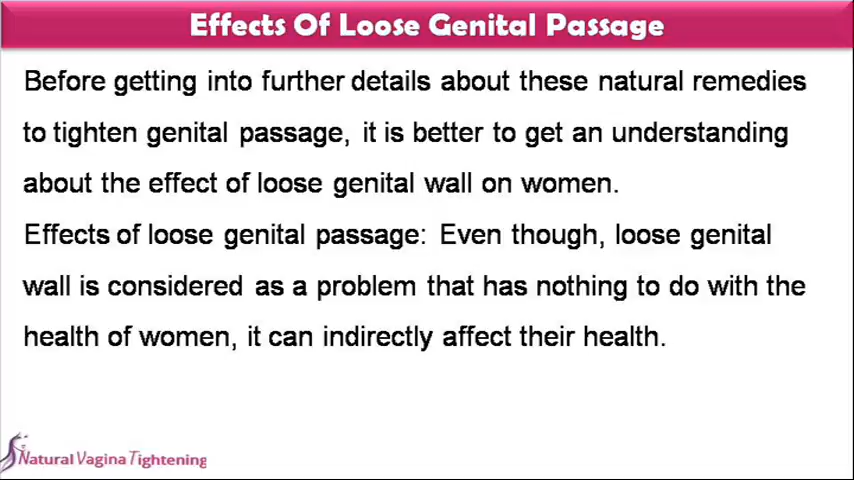 Effects Of Loose Genital Passage
Before getting into further details about these natural remedies
to tighten genital passage, it is better to get an understanding
about the effect of loose genital wall on women.
Effects of loose genital passage: Even though, loose genital
wall is considered as a problem that has nothing to do with the
health of women, it can indirectly affect their health.
Natural Vagina Tightening